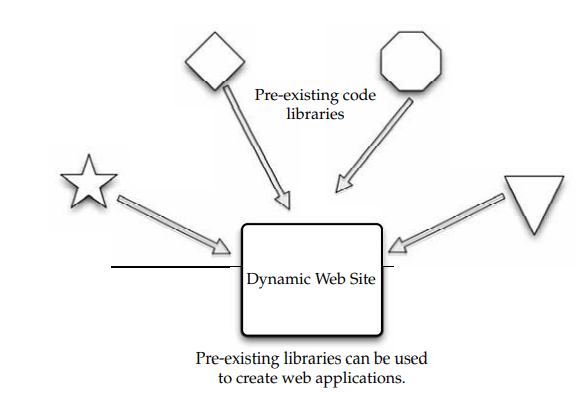 Pre-existing code
libraries
Dynamic Web Site
Pre-existing libraries can be used
to create web applications.